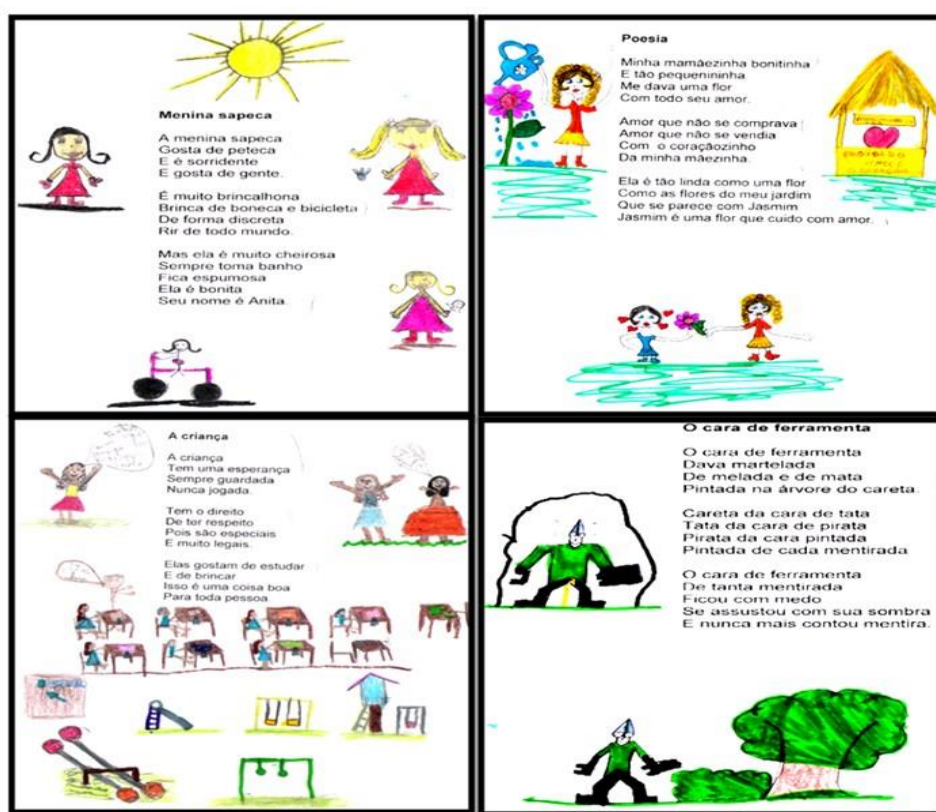 Menina sapeca
A menina sapeca
Gosta de peteca
E é sorridente
E gosta de gente.
É muito brincalhona
Brinca de boneca e bicicleta
De forma discreta
Rir de todo mundo.
Mas ela é muito cheirosa
Sempre toma banho
Fica espumosa
Ela é bonita
Seu nome é Anita.
Poesia
Minha mamãezinha bonitinha
E tão pequenininha
Me dava uma flor
Com todo seu amor.
Amor que não se comprava
Amor que não se vendia
Com o coraçãozinho
Da minha mãezinha.
Ela é tão linda como uma flor
Como as flores do meu jardim
Que se parece com Jasmim
Jasmim é uma flor que cuido com amor.
A criança
A criança
Tem uma esperança
Sempre guardada
Nunca jogada.
Tem o direito
De ter respeito
Pois são especiais
E muito legais.
Elas gostam de estudar
E de brincar
Isso é uma coisa boa
Para toda pessoa
O cara de ferramenta
O cara de ferramenta
Dava martelada
De melada e de mata
Pintada na árvore do careta.
Careta da cara de tata
Tata da cara de pirata
Pirata da cara pintada
Pintada de cada mentirada
O cara de ferramenta
De tanta mentirada
Ficou com medo
Se assustou com sua sombra
E nunca mais contou mentira.